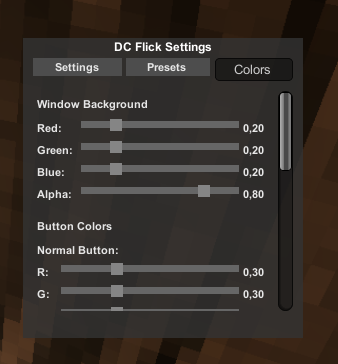 DC Flick Settings
Settings Presets Colors
Window Background
Red: 0,20
Green: 0,20
Blue: 0,20
Alpha: 0,80
Button Colors
Normal Button:
R: 0,30
G: 0,30